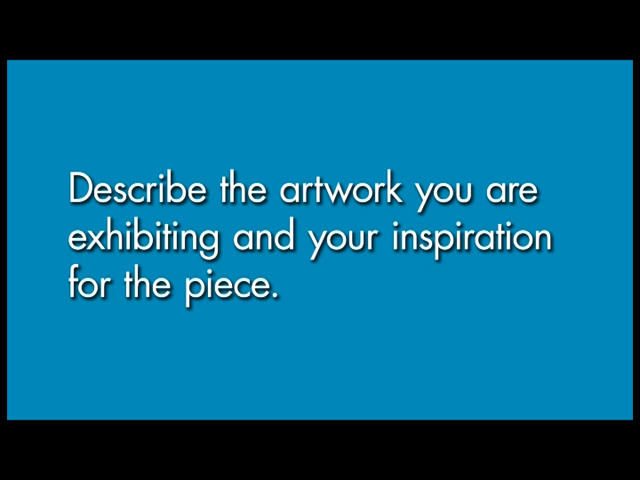 Describe the artwork you are
exhibiting and your inspiration
for the piece.